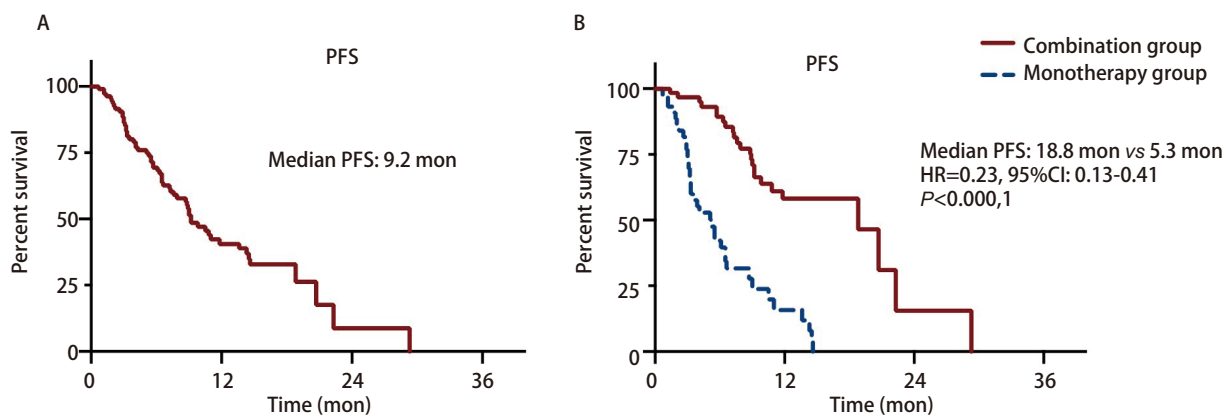 A
PFS
Percent survival
100
75
50
25
0
Median PFS: 9.2 mon
0 12 24 36
Time (mon)
B
PFS
Combination group
Monotherapy group
Percent survival
100
75
50
25
0
Median PFS: 18.8 mon vs 5.3 mon
HR=0.23, 95%CI: 0.13-0.41
P<0.000,1
0 12 24 36
Time (mon)